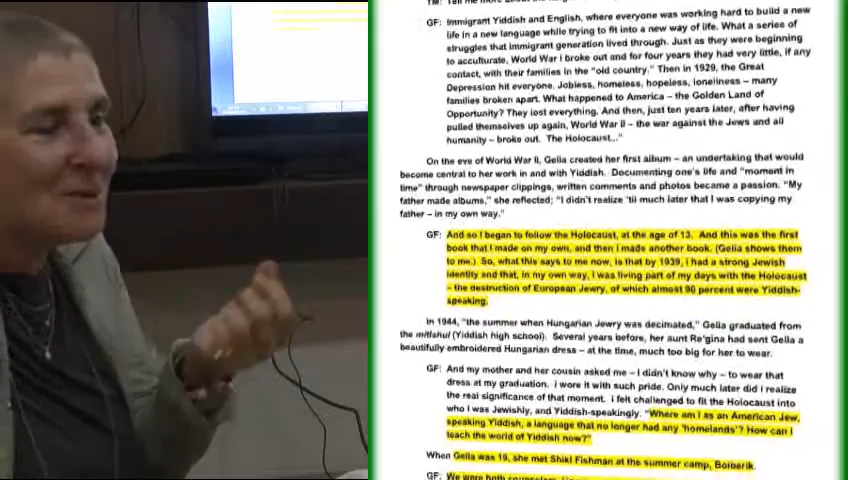 GF: Immigrant Yiddish and English, where everyone was working hard to build a new
life in a new language while trying to fit into a new way of life. What a series of
struggles that immigrant generation lived through. Just as they were beginning
to acculturate, World War I broke out and for four years they had very little, if any
contact, with their families in the "old country." Then in 1929, the Great
Depression hit everyone. Jobless, homeless, hopeless, loneliness – many
families broken apart. What happened to America – the Golden Land of
Opportunity? They lost everything. And then, just ten years later, after having
pulled themselves up again, World War II – the war against the Jews and all
humanity – broke out. The Holocaust..."
On the eve of World War II, Gella created her first album – an undertaking that would
become central to her work in and with Yiddish. Documenting one's life and "moment in
time" through newspaper clippings, written comments and photos became a passion. "My
father made albums," she reflected; "I didn't realize 'til much later that I was copying my
father – in my own way."
GF: And so I began to follow the Holocaust, at the age of 13. And this was the first
book that I made on my own, and then I made another book. (Gella shows them
to me.) So, what this says to me now, is that by 1939, I had a strong Jewish
identity and that, in my own way, I was living part of my days with the Holocaust
– the destruction of European Jewry, of which almost 90 percent were Yiddish-
speaking.
In 1944, "the summer when Hungarian Jewry was decimated," Gella graduated from
the mitlshul (Yiddish high school). Several years before, her aunt Re'gina had sent Gella a
beautifully embroidered Hungarian dress – at the time, much too big for her to wear.
GF: And my mother and her cousin asked me – I didn't know why – to wear that
dress at my graduation. I wore it with such pride. Only much later did I realize
the real significance of that moment. I felt challenged to fit the Holocaust into
who I was Jewishly, and Yiddish-speakingly. "Where am I as an American Jew,
speaking Yiddish, a language that no longer had any 'homelands'? How can I
teach the world of Yiddish now?"
When Gella was 19, she met Shikl Fishman at the summer camp, Boiberik.
GF: We were both